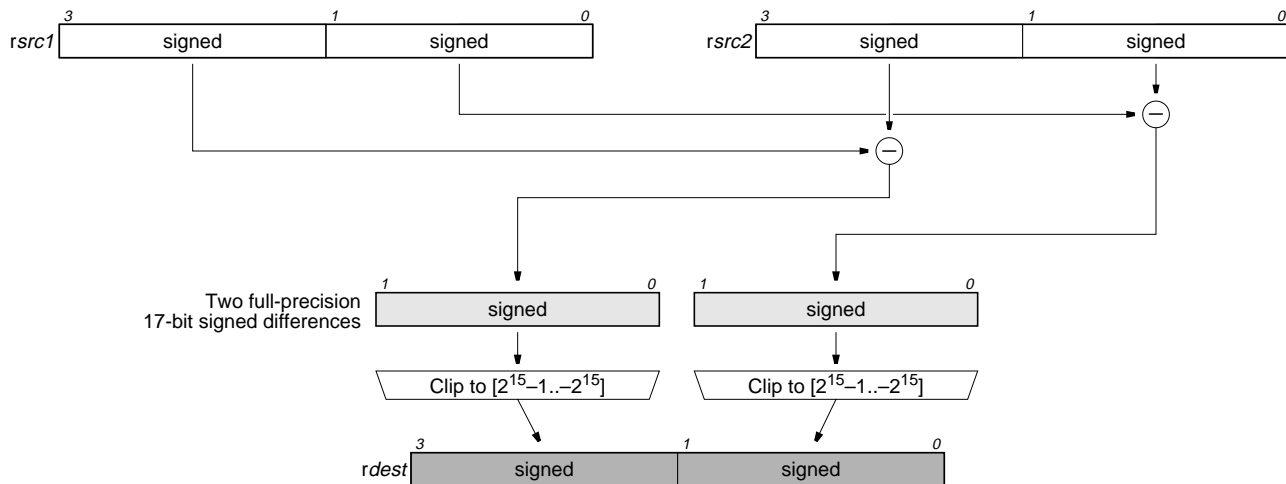 3 1 0 3 1 0
rsrc1 signed signed rsrc2 signed signed
−
−
1 0 1 0
Two full-precision
17-bit signed differences signed signed
Clip to [2^15–1..–2^15] Clip to [2^15–1..–2^15]
3 1 0
rdest signed signed